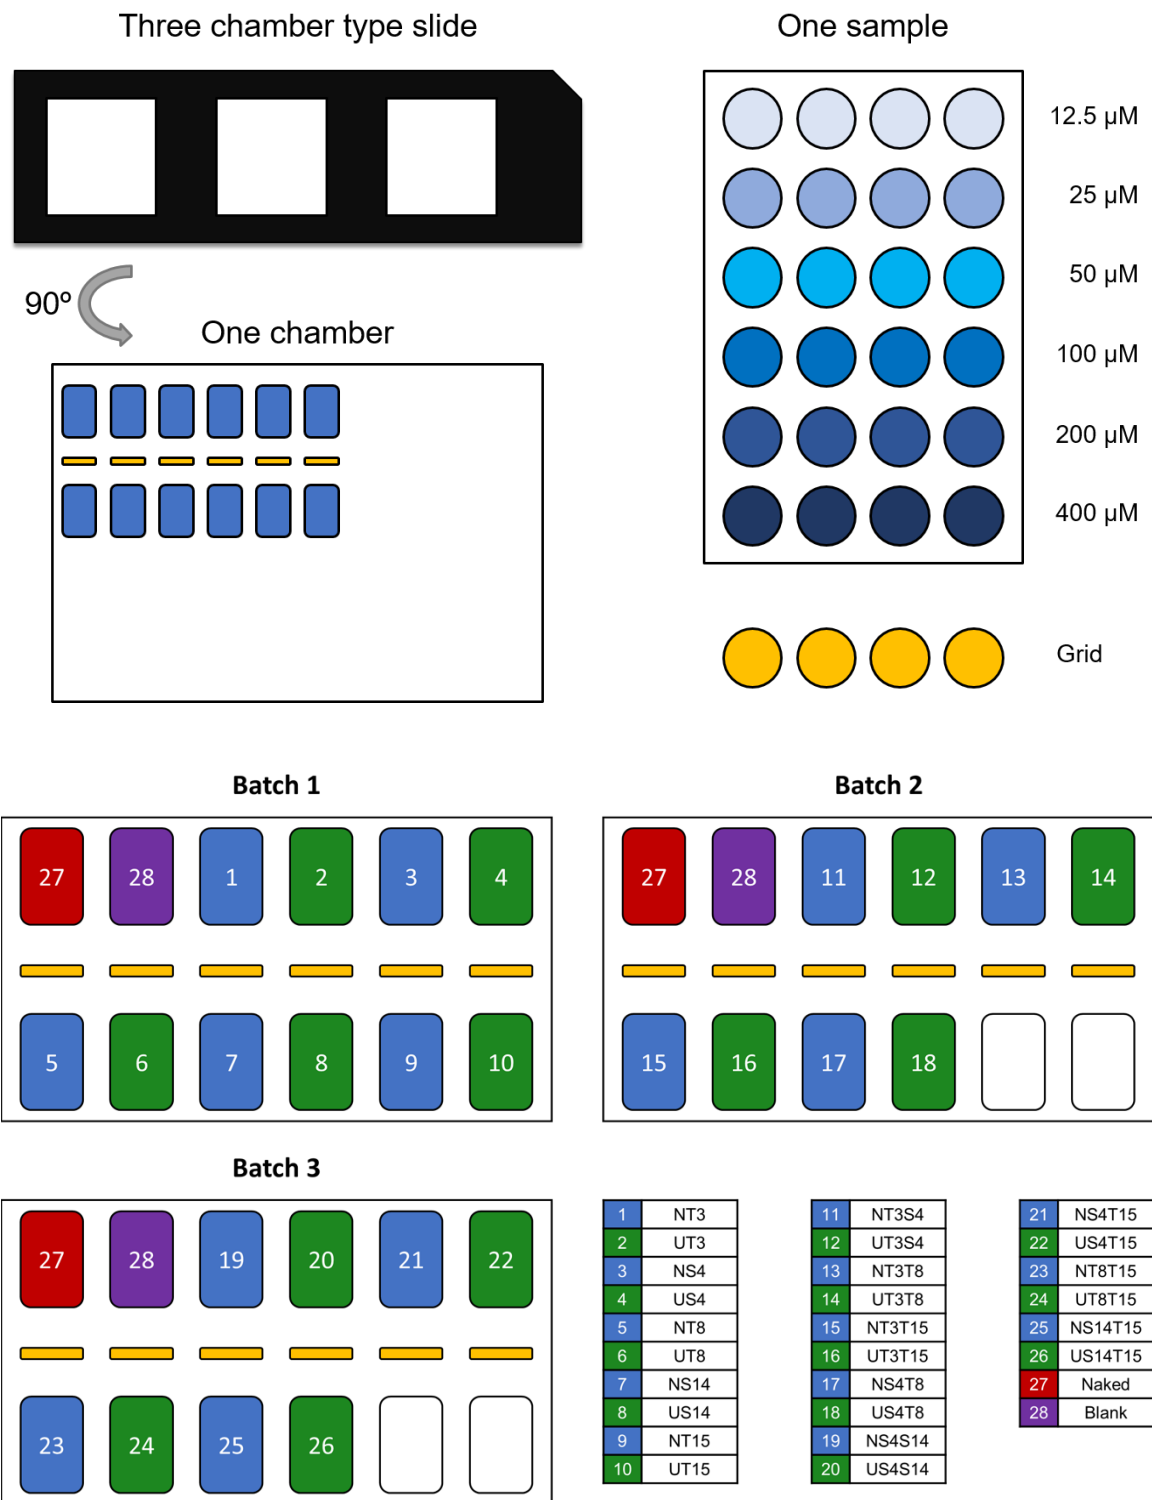 Three chamber type slide
One sample
12.5 µM
25 µM
50 µM
100 µM
200 µM
400 µM
Grid
90º
One chamber
Batch 1
27 28 1 2 3 4
5 6 7 8 9 10
Batch 2
27 28 11 12 13 14
15 16 17 18
Batch 3
27 28 19 20 21 22
23 24 25 26
1 NT3
2 UT3
3 NS4
4 US4
5 NT8
6 UT8
7 NS14
8 US14
9 NT15
10 UT15
11 NT3S4
12 UT3S4
13 NT3T8
14 UT3T8
15 NT3T15
16 UT3T15
17 NS4T8
18 US4T8
19 NS4S14
20 US4S14
21 NS4T15
22 US4T15
23 NT8T15
24 UT8T15
25 NS14T15
26 US14T15
27 Naked
28 Blank